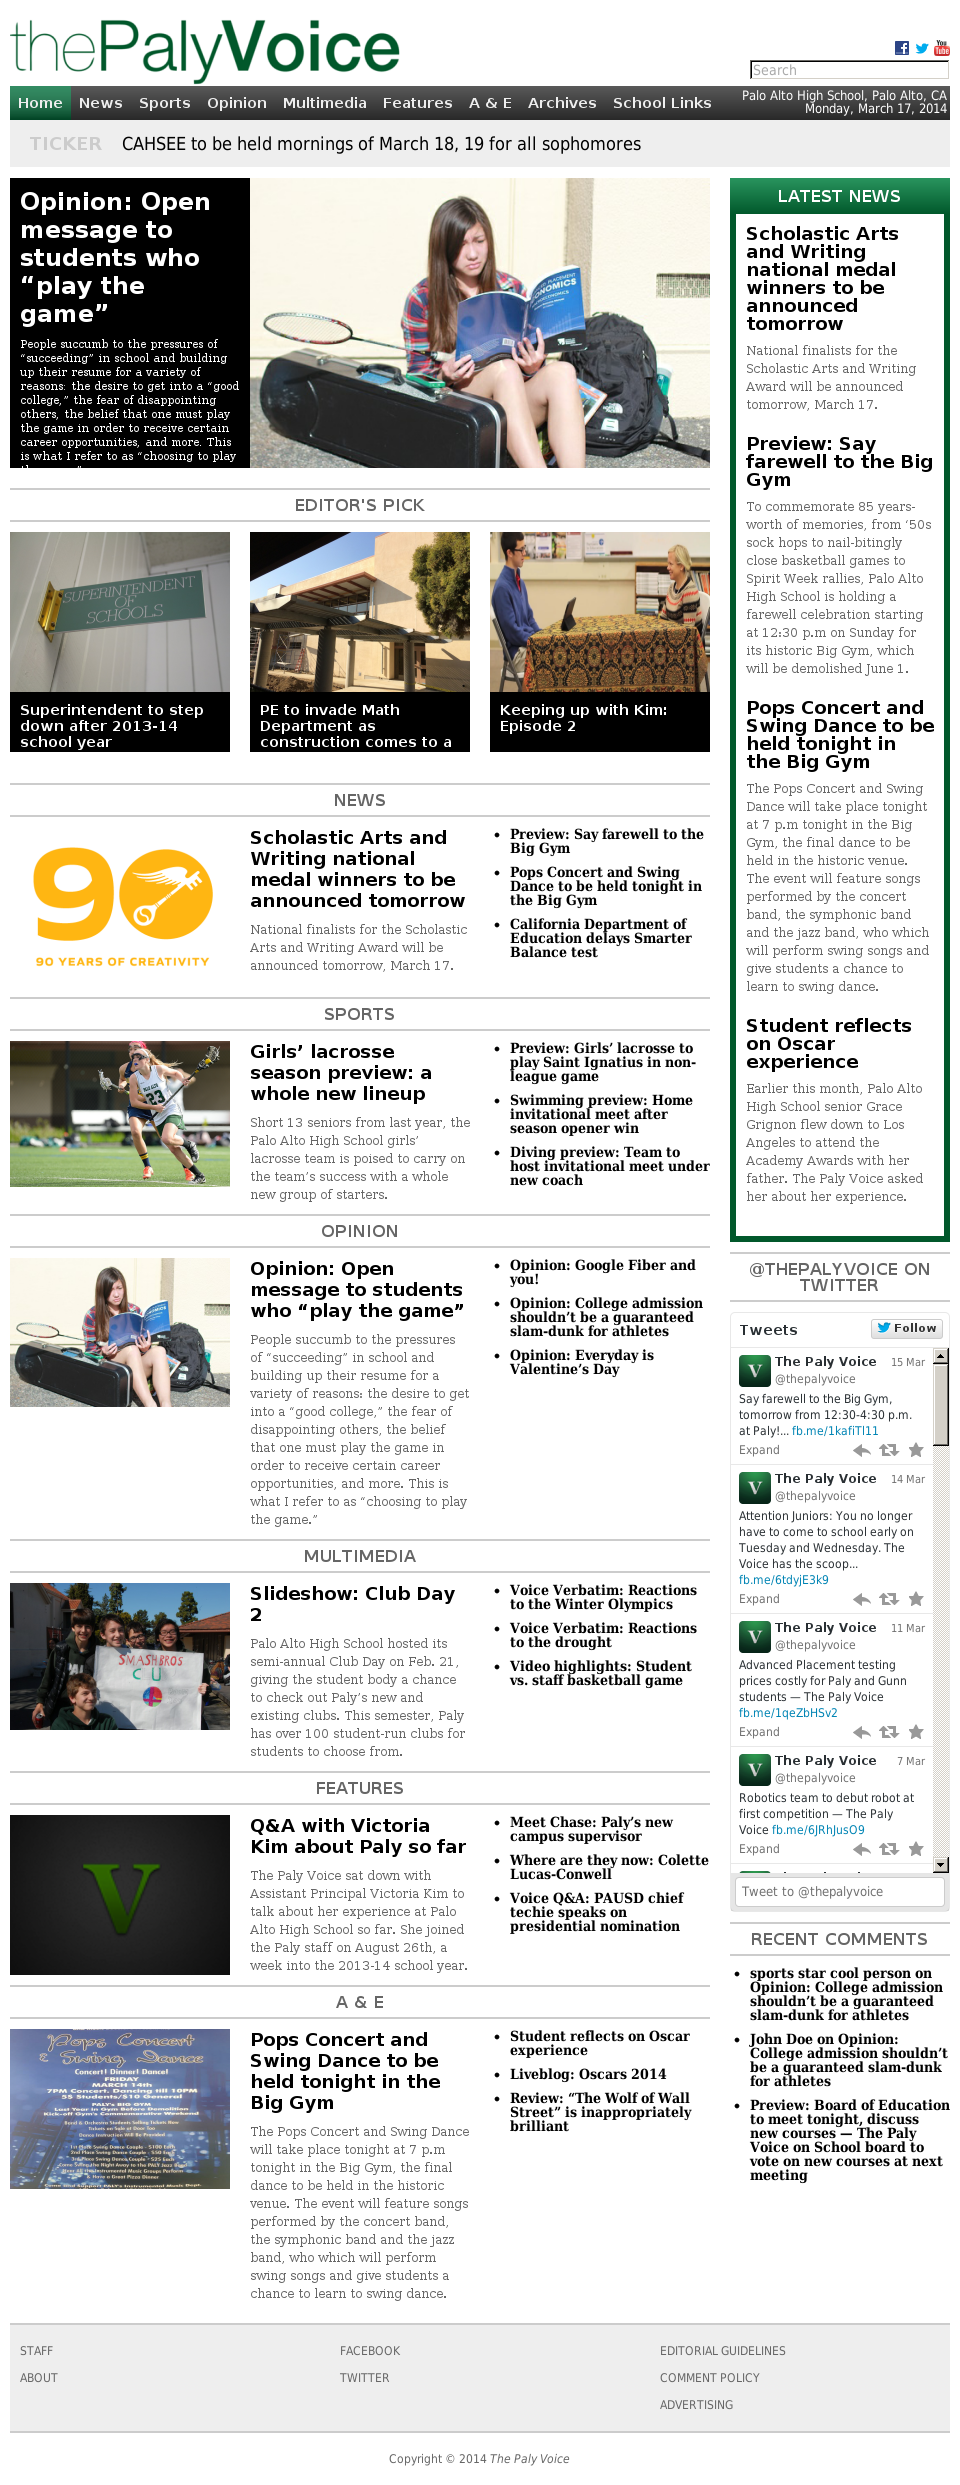 thePalyVoice
Search
Home News Sports Opinion Multimedia Features A & E Archives School Links
Palo Alto High School, Palo Alto, CA
Monday, March 17, 2014
TICKER CAHSEE to be held mornings of March 18, 19 for all sophomores
Opinion: Open
message to
students who
“play the
game”
People succumb to the pressures of
“succeeding” in school and building
up their resume for a variety of
reasons: the desire to get into a “good
college,” the fear of disappointing
others, the belief that one must play
the game in order to receive certain
career opportunities, and more. This
is what I refer to as “choosing to play
EDITOR'S PICK
SUPERINTENDENT
OF
SCHOOLS
Superintendent to step
down after 2013-14
school year
PE to invade Math
Department as
construction comes to a
Keeping up with Kim:
Episode 2
NEWS
90
90 YEARS OF CREATIVITY
Scholastic Arts and
Writing national
medal winners to be
announced tomorrow
National finalists for the Scholastic
Arts and Writing Award will be
announced tomorrow, March 17.
Preview: Say farewell to the
Big Gym
Pops Concert and Swing
Dance to be held tonight in
the Big Gym
California Department of
Education delays Smarter
Balance test
SPORTS
23
Girls’ lacrosse
season preview: a
whole new lineup
Short 13 seniors from last year, the
Palo Alto High School girls’
lacrosse team is poised to carry on
the team’s success with a whole
new group of starters.
Preview: Girls’ lacrosse to
play Saint Ignatius in non-
league game
Swimming preview: Home
invitational meet after
season opener win
Diving preview: Team to
host invitational meet under
new coach
OPINION
Opinion: Open
message to students
who “play the game”
People succumb to the pressures
of “succeeding” in school and
building up their resume for a
variety of reasons: the desire to get
into a “good college,” the fear of
disappointing others, the belief
that one must play the game in
order to receive certain career
opportunities, and more. This is
what I refer to as “choosing to play
the game.”
Opinion: Google Fiber and
you!
Opinion: College admission
shouldn’t be a guaranteed
slam-dunk for athletes
Opinion: Everyday is
Valentine’s Day
MULTIMEDIA
SMASH BROS
CU
Slideshow: Club Day
2
Palo Alto High School hosted its
semi-annual Club Day on Feb. 21,
giving the student body a chance
to check out Paly’s new and
existing clubs. This semester, Paly
has over 100 student-run clubs for
students to choose from.
Voice Verbatim: Reactions
to the Winter Olympics
Voice Verbatim: Reactions
to the drought
Video highlights: Student
vs. staff basketball game
FEATURES
V
Q&A with Victoria
Kim about Paly so far
The Paly Voice sat down with
Assistant Principal Victoria Kim to
talk about her experience at Palo
Alto High School so far. She joined
the Paly staff on August 26th, a
week into the 2013-14 school year.
Meet Chase: Paly’s new
campus supervisor
Where are they now: Colette
Lucas-Conwell
Voice Q&A: PAUSD chief
techie speaks on
presidential nomination
A & E
Pops Concert
& Swing Dance
Concert! Dinner! Dance!
FRIDAY
MARCH 14th
7PM Concert, Dancing till 10PM
Pops Concert and
Swing Dance to be
held tonight in the
Big Gym
The Pops Concert and Swing Dance
will take place tonight at 7 p.m
tonight in the Big Gym, the final
dance to be held in the historic
venue. The event will feature songs
performed by the concert band,
the symphonic band and the jazz
band, who which will perform
swing songs and give students a
chance to learn to swing dance.
Student reflects on Oscar
experience
Liveblog: Oscars 2014
Review: “The Wolf of Wall
Street” is inappropriately
brilliant
LATEST NEWS
Scholastic Arts
and Writing
national medal
winners to be
announced
tomorrow
National finalists for the
Scholastic Arts and Writing
Award will be announced
tomorrow, March 17.
Preview: Say
farewell to the Big
Gym
To commemorate 85 years-
worth of memories, from ‘50s
sock hops to nail-bitingly
close basketball games to
Spirit Week rallies, Palo Alto
High School is holding a
farewell celebration starting
at 12:30 p.m on Sunday for
its historic Big Gym, which
will be demolished June 1.
Pops Concert and
Swing Dance to be
held tonight in
the Big Gym
The Pops Concert and Swing
Dance will take place tonight
at 7 p.m tonight in the Big
Gym, the final dance to be
held in the historic venue.
The event will feature songs
performed by the concert
band, the symphonic band
and the jazz band, who which
will perform swing songs and
give students a chance to
learn to swing dance.
Student reflects
on Oscar
experience
Earlier this month, Palo Alto
High School senior Grace
Grignon flew down to Los
Angeles to attend the
Academy Awards with her
father. The Paly Voice asked
her about her experience.
@THEPALYVOICE ON
TWITTER
Tweets Follow
The Paly Voice 15 Mar
@thepalyvoice
Say farewell to the Big Gym,
tomorrow from 12:30-4:30 p.m.
at Paly!... fb.me/1kafiTl11
Expand
The Paly Voice 14 Mar
@thepalyvoice
Attention Juniors: You no longer
have to come to school early on
Tuesday and Wednesday. The
Voice has the scoop...
fb.me/6tdyjE3k9
Expand
The Paly Voice 11 Mar
@thepalyvoice
Advanced Placement testing
prices costly for Paly and Gunn
students — The Paly Voice
fb.me/1qeZbHSv2
Expand
The Paly Voice 7 Mar
@thepalyvoice
Robotics team to debut robot at
first competition — The Paly
Voice fb.me/6JRhJusO9
Expand
Tweet to @thepalyvoice
RECENT COMMENTS
sports star cool person on
Opinion: College admission
shouldn’t be a guaranteed
slam-dunk for athletes
John Doe on Opinion:
College admission shouldn’t
be a guaranteed slam-dunk
for athletes
Preview: Board of Education
to meet tonight, discuss
new courses — The Paly
Voice on School board to
vote on new courses at next
meeting
STAFF
ABOUT
FACEBOOK
TWITTER
EDITORIAL GUIDELINES
COMMENT POLICY
ADVERTISING
Copyright © 2014 The Paly Voice